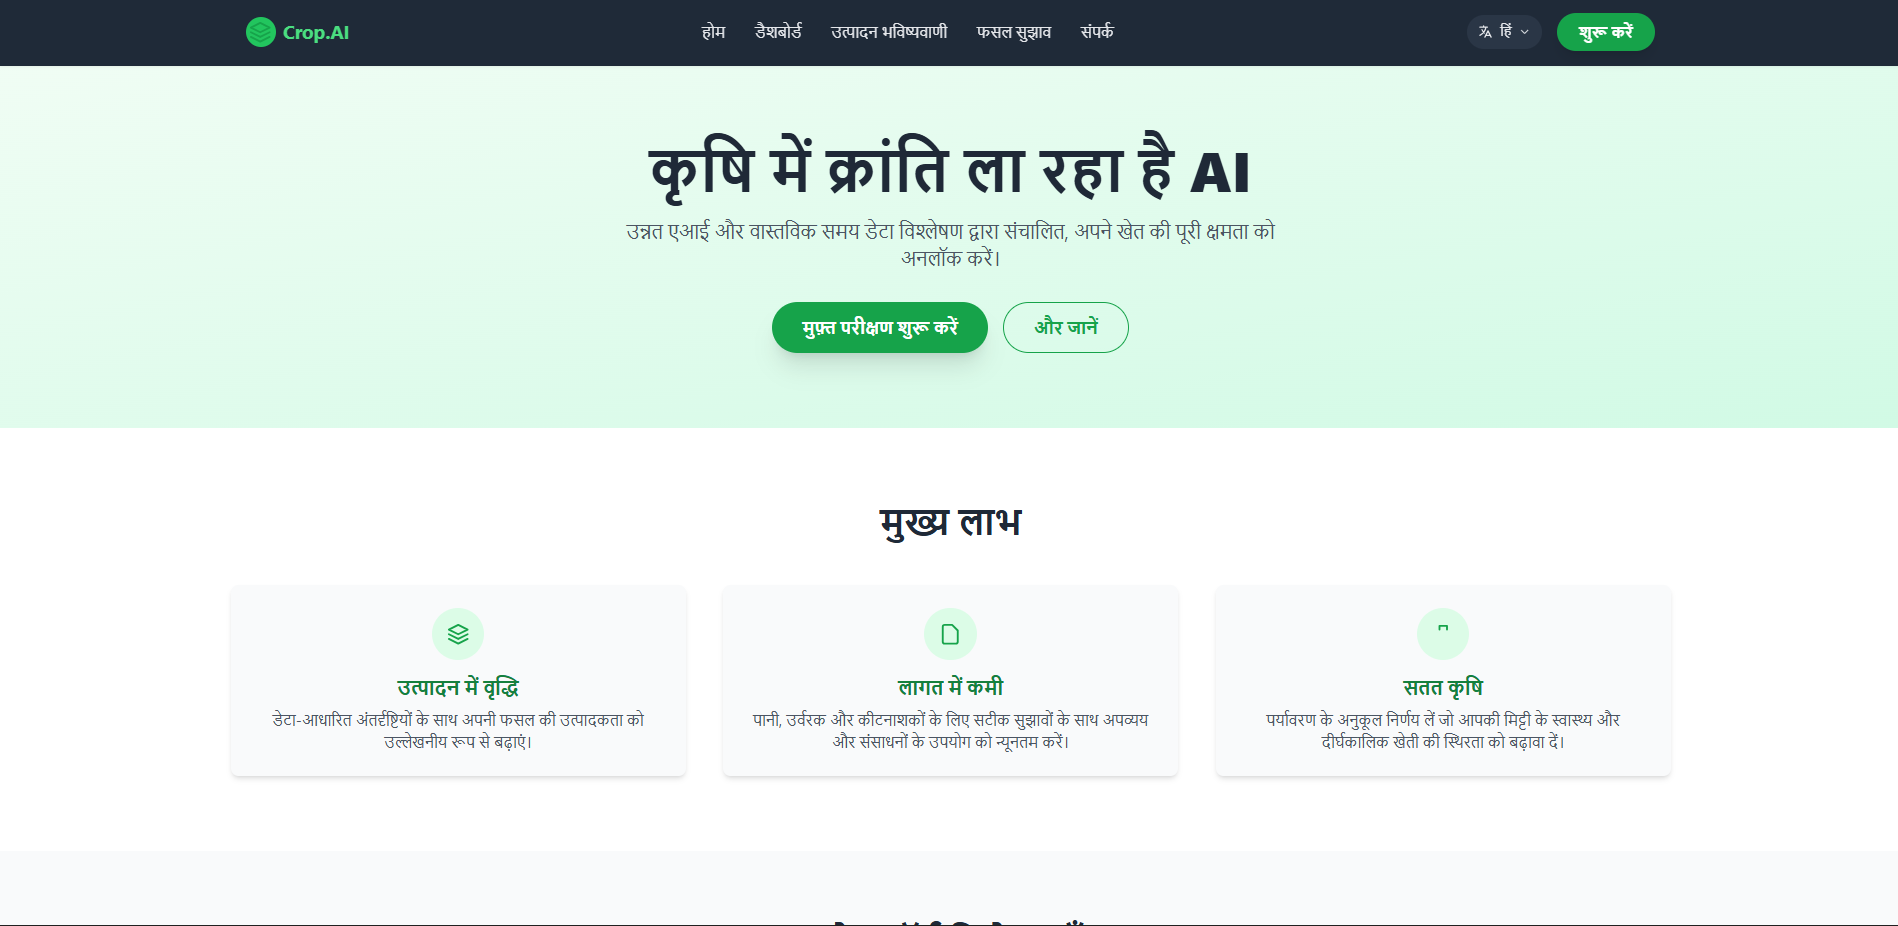 Crop.AI
होम
डैशबोर्ड
उत्पादन भविष्यवाणी
फसल सुझाव
संपर्क
हिं
शुरू करें
कृषि में क्रांति ला रहा है AI
उन्नत एआई और वास्तविक समय डेटा विश्लेषण द्वारा संचालित, अपने खेत की पूरी क्षमता को
अनलॉक करें।
मुफ़्त परीक्षण शुरू करें
और जानें
मुख्य लाभ
उत्पादन में वृद्धि
डेटा-आधारित अंतर्दृष्टियों के साथ अपनी फसल की उत्पादकता को
उल्लेखनीय रूप से बढ़ाएं।
लागत में कमी
पानी, उर्वरक और कीटनाशकों के लिए सटीक सुझावों के साथ अपव्यय
और संसाधनों के उपयोग को न्यूनतम करें।
सतत कृषि
पर्यावरण के अनुकूल निर्णय लें जो आपकी मिट्टी के स्वास्थ्य और
दीर्घकालिक खेती की स्थिरता को बढ़ावा दें।